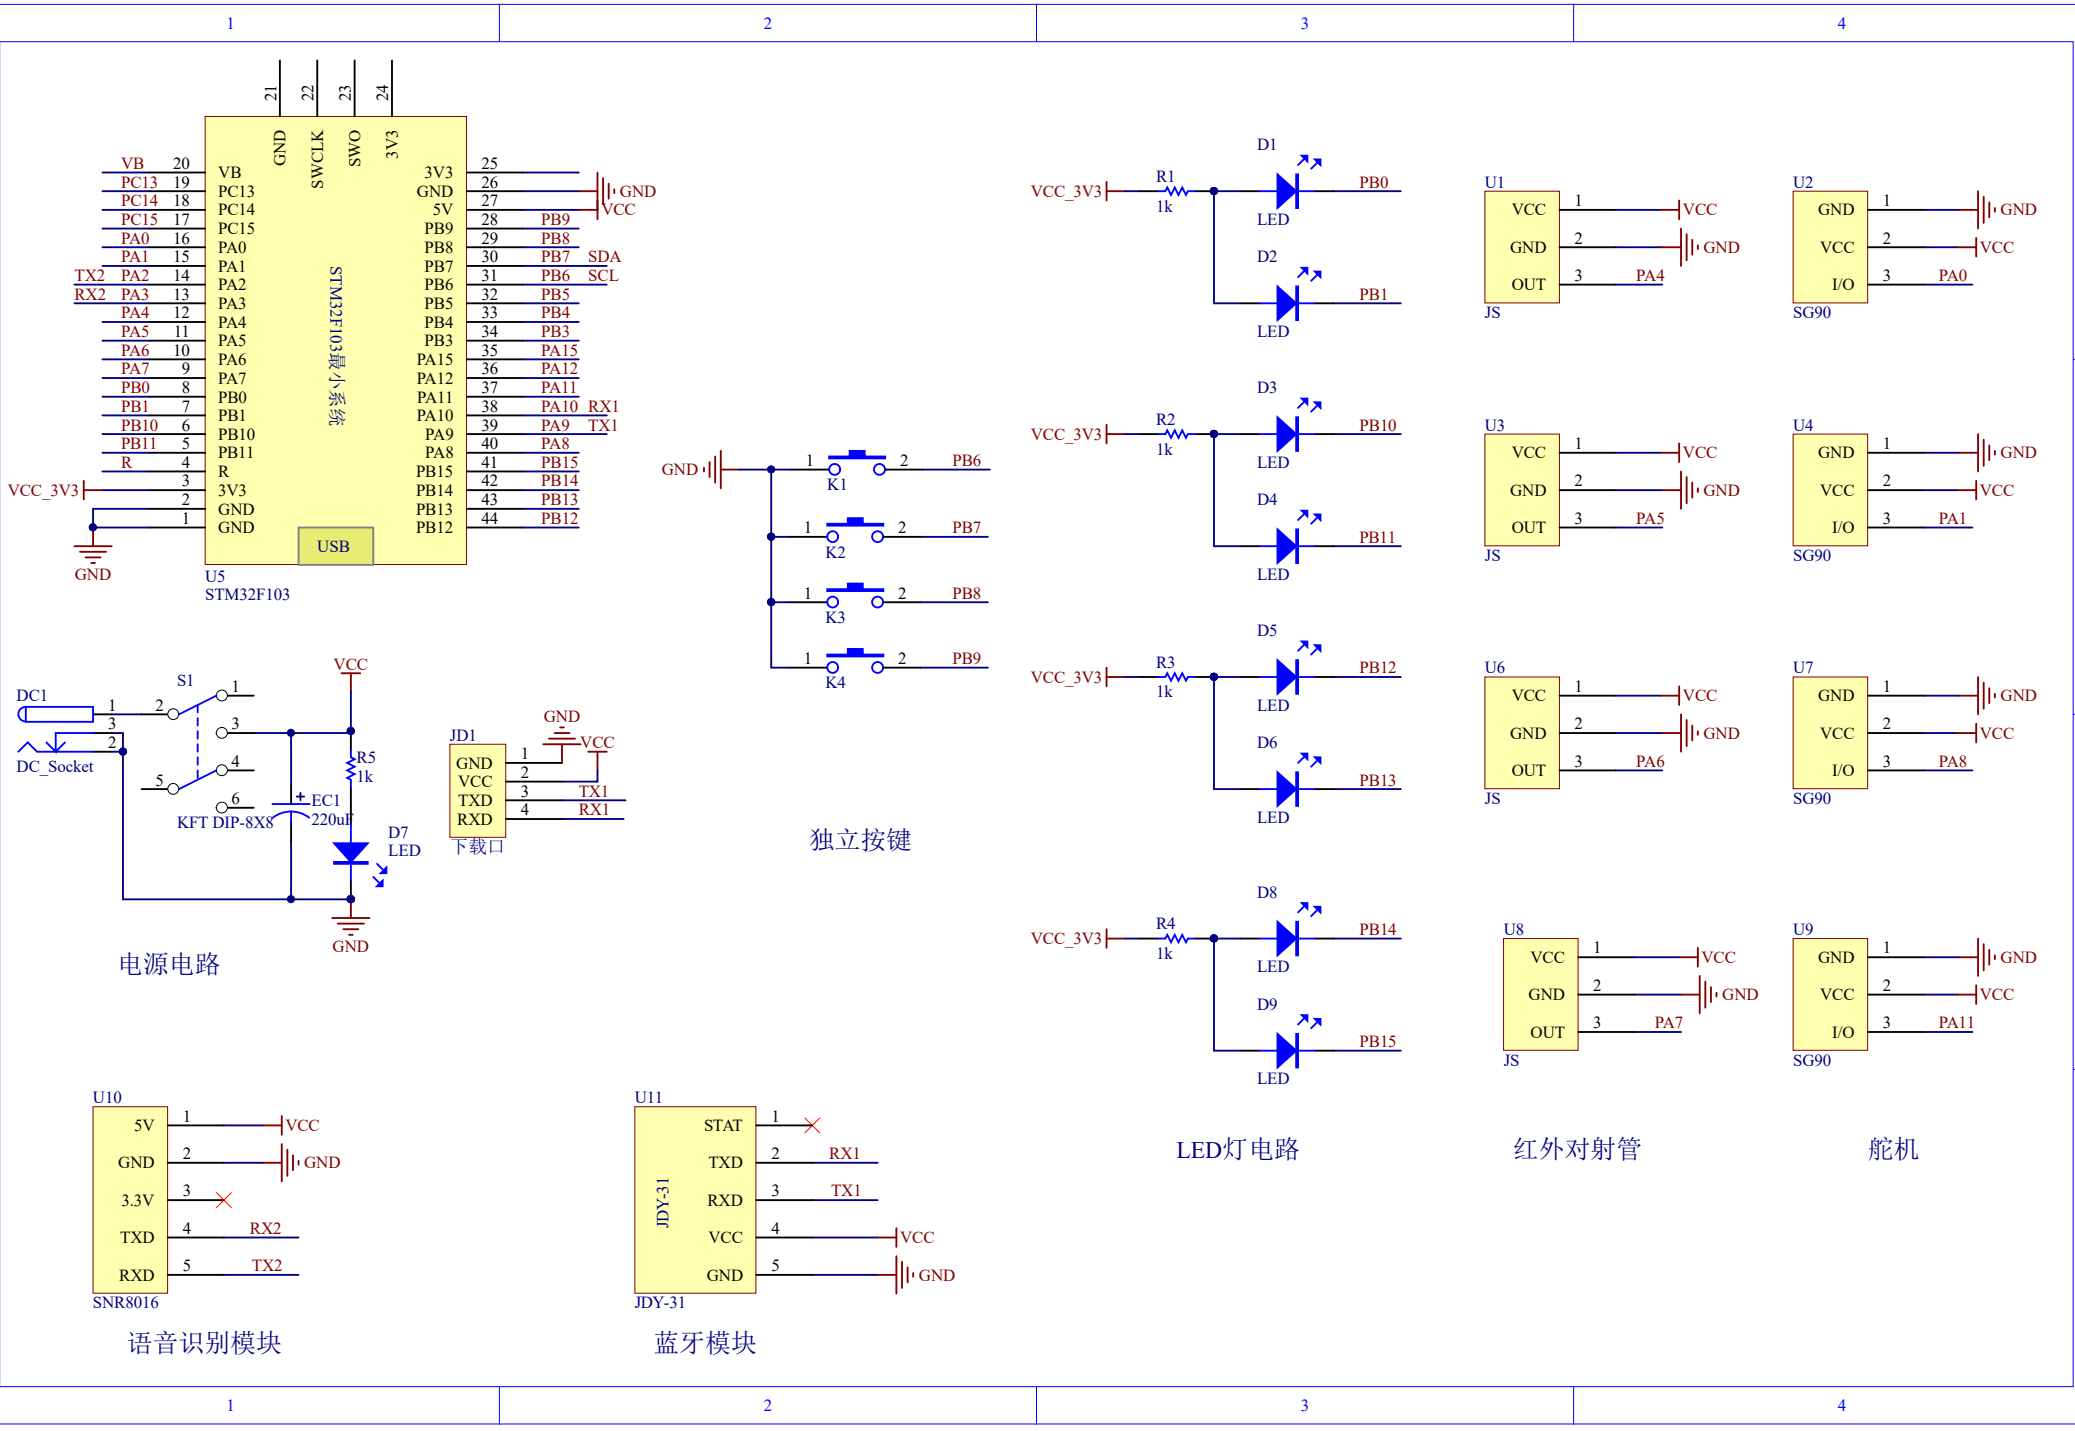 1
2
3
4
21
22
23
24
GND
SWCLK
SWO
3V3
VB 20 VB
PC13 19 PC13
PC14 18 PC14
PC15 17 PC15
PA0 16 PA0
PA1 15 PA1
TX2 PA2 14 PA2
RX2 PA3 13 PA3
PA4 12 PA4
PA5 11 PA5
PA6 10 PA6
PA7 9 PA7
PB0 8 PB0
PB1 7 PB1
PB10 6 PB10
PB11 5 PB11
R 4 R
VCC_3V3 3 3V3
2 GND
1 GND
GND
STM32F103最小系统
3V3 25
GND 26 GND
5V 27 VCC
PB9 28 PB9
PB8 29 PB8
PB7 30 PB7 SDA
PB6 31 PB6 SCL
PB5 32 PB5
PB4 33 PB4
PB3 34 PB3
PA15 35 PA15
PA12 36 PA12
PA11 37 PA11
PA10 38 PA10 RX1
PA9 39 PA9 TX1
PA8 40 PA8
PB15 41 PB15
PB14 42 PB14
PB13 43 PB13
PB12 44 PB12
USB
U5
STM32F103
GND 1 2 PB6
K1
1 2 PB7
K2
1 2 PB8
K3
1 2 PB9
K4
独立按键
DC1
1
3
2
DC_Socket
S1
1
2
3
4
5
6
KFT DIP-8X8
VCC
R5
1k
EC1
220uF
D7
LED
GND
电源电路
JD1
GND 1 GND
VCC 2 VCC
TXD 3 TX1
RXD 4 RX1
下载口
D1
VCC_3V3 R1 PB0
1k
LED
D2
PB1
LED
D3
VCC_3V3 R2 PB10
1k
LED
D4
PB11
LED
D5
VCC_3V3 R3 PB12
1k
LED
D6
PB13
LED
D8
VCC_3V3 R4 PB14
1k
LED
D9
PB15
LED
LED灯电路
U1
VCC 1 VCC
GND 2 GND
OUT 3 PA4
JS
U3
VCC 1 VCC
GND 2 GND
OUT 3 PA5
JS
U6
VCC 1 VCC
GND 2 GND
OUT 3 PA6
JS
U8
VCC 1 VCC
GND 2 GND
OUT 3 PA7
JS
红外对射管
U2
GND 1 GND
VCC 2 VCC
I/O 3 PA0
SG90
U4
GND 1 GND
VCC 2 VCC
I/O 3 PA1
SG90
U7
GND 1 GND
VCC 2 VCC
I/O 3 PA8
SG90
U9
GND 1 GND
VCC 2 VCC
I/O 3 PA11
SG90
舵机
U10
5V 1 VCC
GND 2 GND
3.3V 3
TXD 4 RX2
RXD 5 TX2
SNR8016
语音识别模块
U11
JDY-31
STAT 1
TXD 2 RX1
RXD 3 TX1
VCC 4 VCC
GND 5 GND
JDY-31
蓝牙模块
1
2
3
4